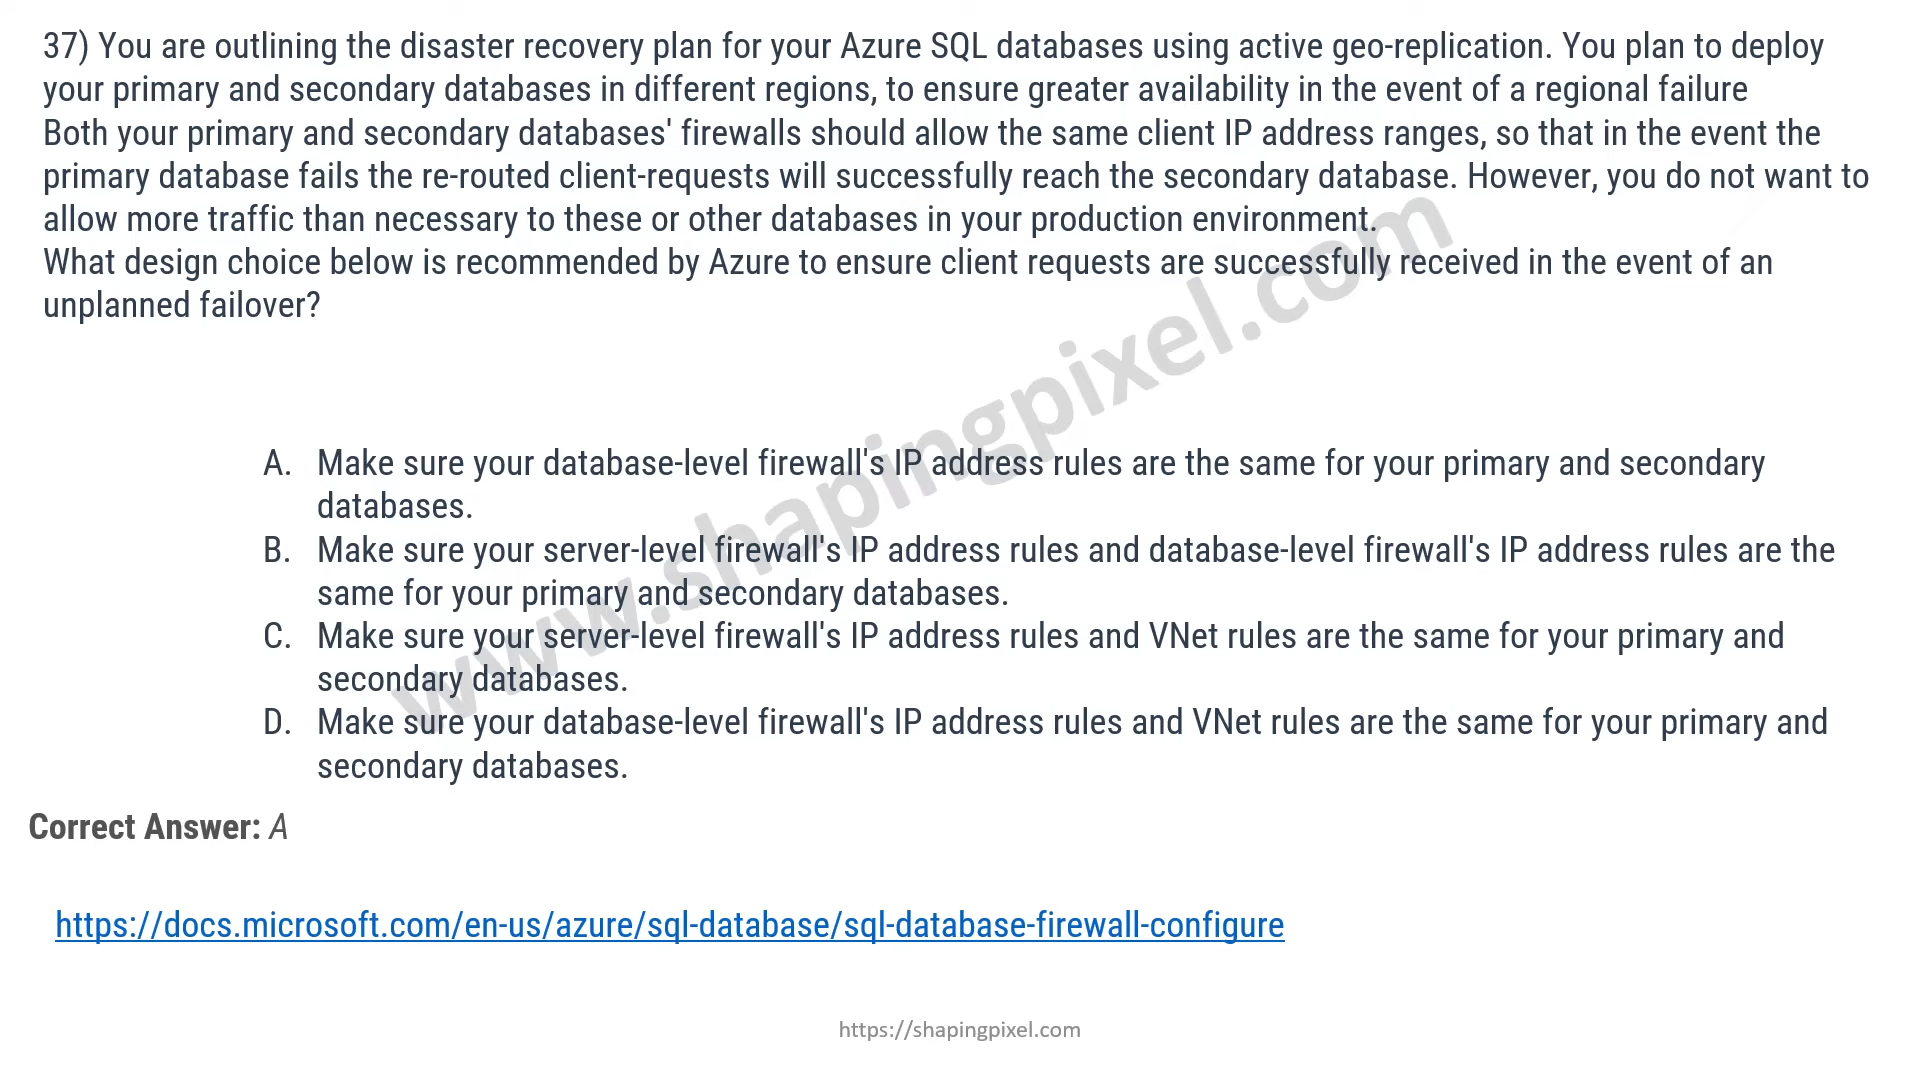 37) You are outlining the disaster recovery plan for your Azure SQL databases using active geo-replication. You plan to deploy
your primary and secondary databases in different regions, to ensure greater availability in the event of a regional failure
Both your primary and secondary databases' firewalls should allow the same client IP address ranges, so that in the event the
primary database fails the re-routed client-requests will successfully reach the secondary database. However, you do not want to
allow more traffic than necessary to these or other databases in your production environment.
What design choice below is recommended by Azure to ensure client requests are successfully received in the event of an
unplanned failover?
www.shapingpixel.com
A. Make sure your database-level firewall's IP address rules are the same for your primary and secondary
databases.
B. Make sure your server-level firewall's IP address rules and database-level firewall's IP address rules are the
same for your primary and secondary databases.
C. Make sure your server-level firewall's IP address rules and VNet rules are the same for your primary and
secondary databases.
D. Make sure your database-level firewall's IP address rules and VNet rules are the same for your primary and
secondary databases.
Correct Answer: A
https://docs.microsoft.com/en-us/azure/sql-database/sql-database-firewall-configure
https://shapingpixel.com